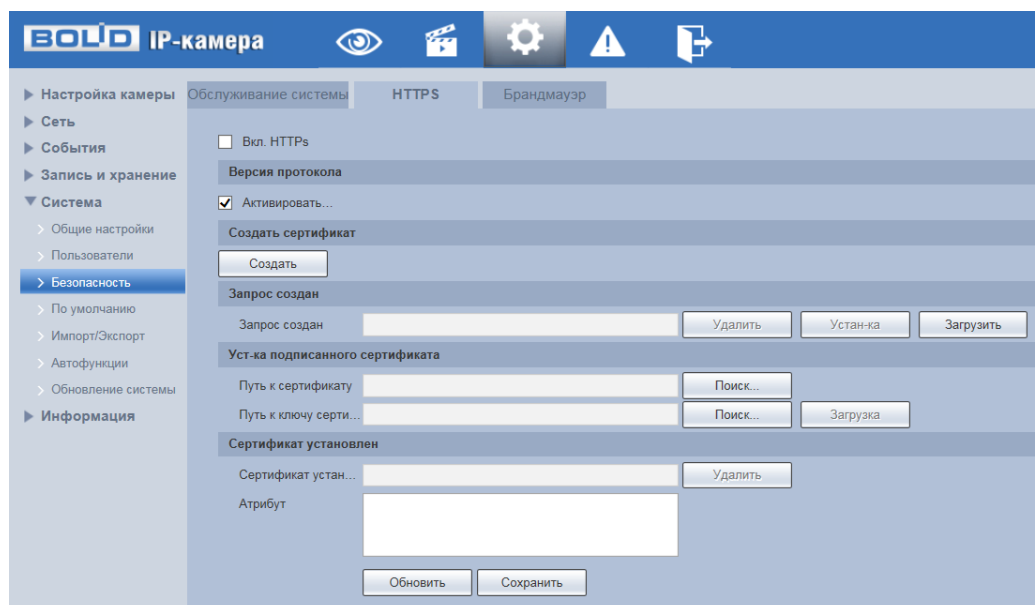 BOLID IP-камера
Настройка камеры
Сеть
События
Запись и хранение
Система
Общие настройки
Пользователи
Безопасность
По умолчанию
Импорт/Экспорт
Автофункции
Обновление системы
Информация
Обслуживание системы HTTPS Брандмауэр
Вкл. HTTPs
Версия протокола
Активировать...
Создать сертификат
Создать
Запрос создан
Запрос создан Удалить Устан-ка Загрузить
Уст-ка подписанного сертификата
Путь к сертификату Поиск...
Путь к ключу серти... Поиск... Загрузка
Сертификат установлен
Сертификат устан... Удалить
Атрибут
Обновить Сохранить